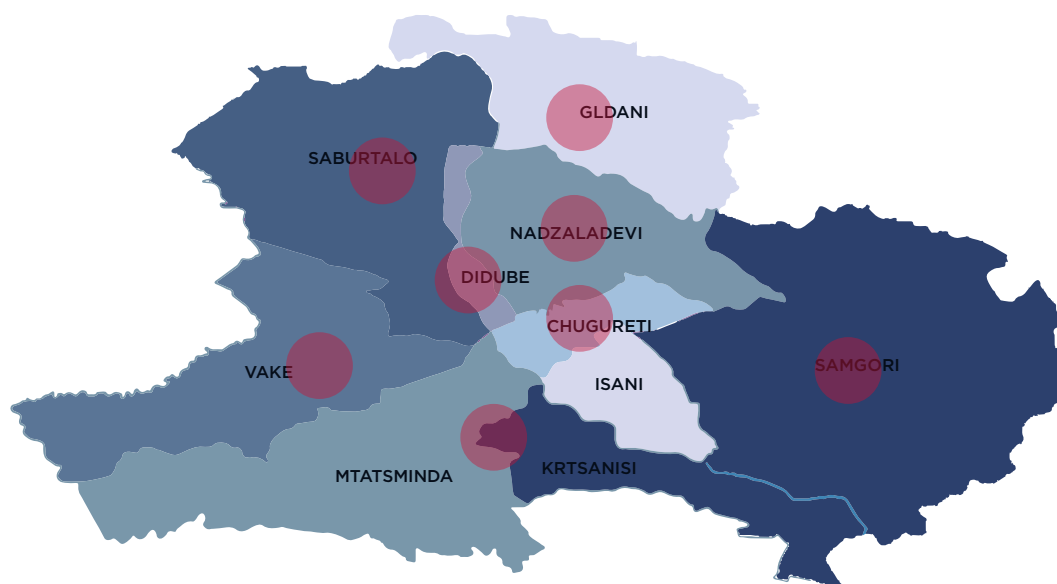 GLDANI
SABURTALO
NADZALADEVI
DIDUBE
CHUGURETI
VAKE
ISANI
SAMGORI
MTATSMINDA
KRTSANISI